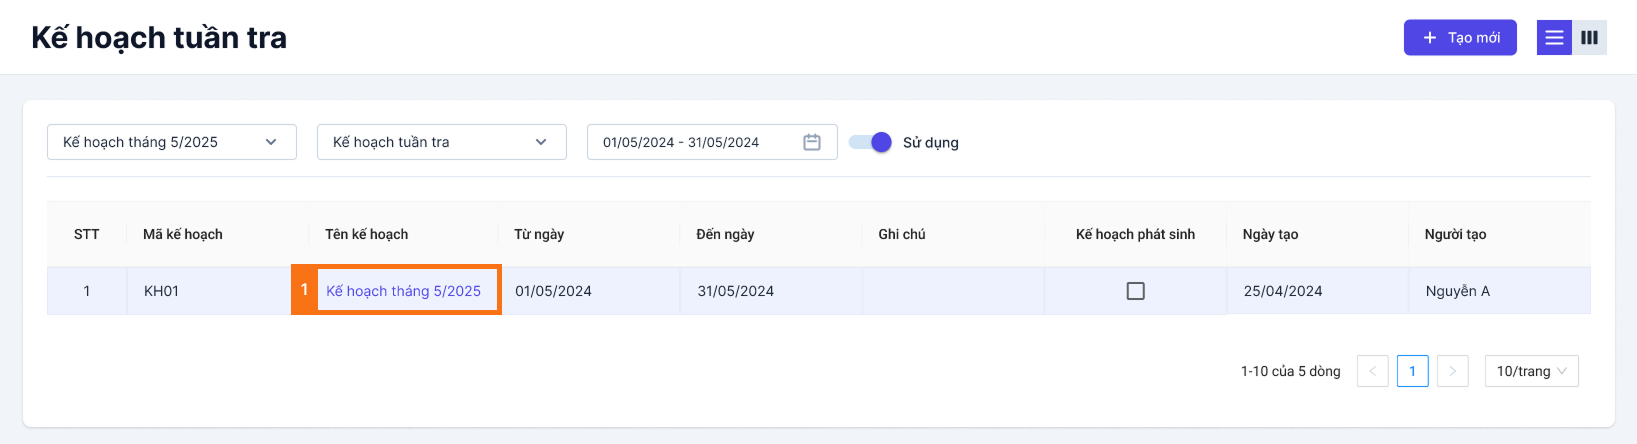 Kế hoạch tuần tra
Tạo mới
Kế hoạch tháng 5/2025
Kế hoạch tuần tra
01/05/2024 - 31/05/2024
Sử dụng
STT Mã kế hoạch Tên kế hoạch Từ ngày Đến ngày Ghi chú Kế hoạch phát sinh Ngày tạo Người tạo
1 KH01 1 Kế hoạch tháng 5/2025 01/05/2024 31/05/2024 25/04/2024 Nguyễn A
1-10 của 5 dòng < 1 > 10/trang